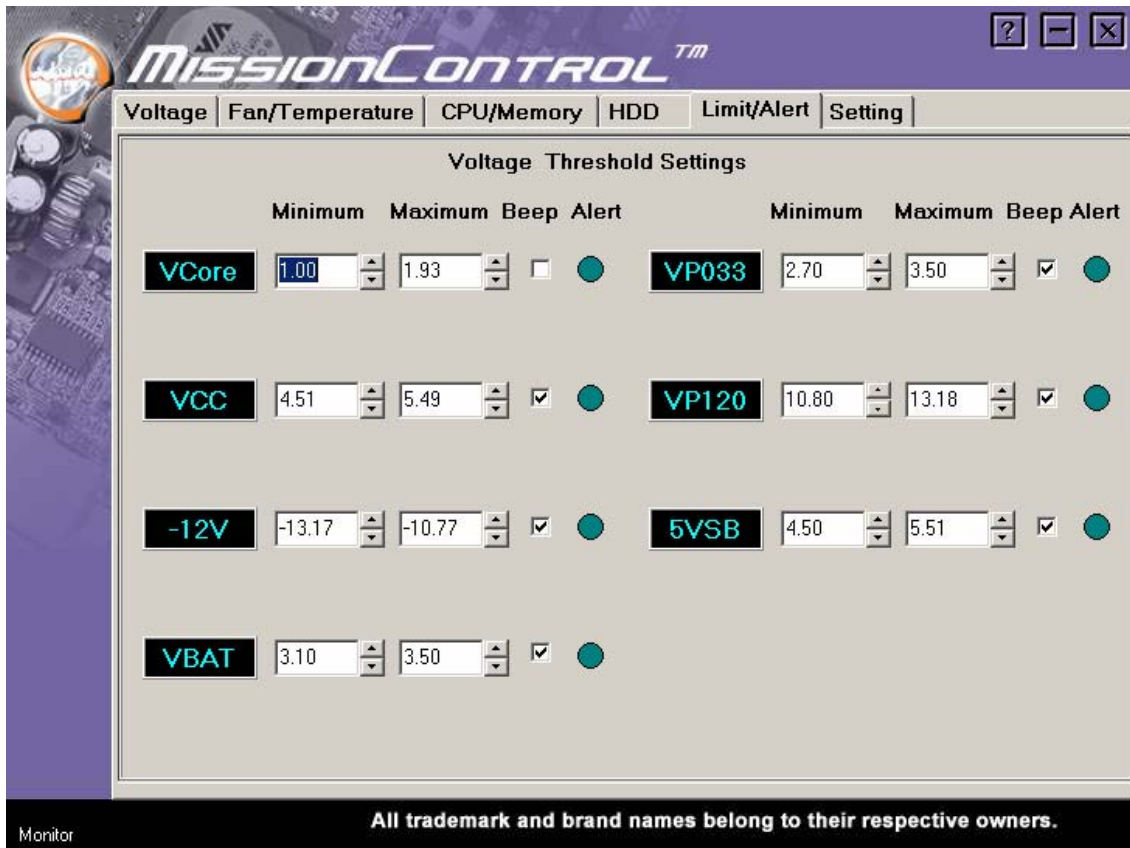 MissionControl™
? – X
Voltage Fan/Temperature CPU/Memory HDD Limit/Alert Setting
Voltage Threshold Settings
Minimum Maximum Beep Alert Minimum Maximum Beep Alert
VCore 1.00 1.93 VP033 2.70 3.50
VCC 4.51 5.49 VP120 10.80 13.18
-12V -13.17 -10.77 5VSB 4.50 5.51
VBAT 3.10 3.50
Monitor All trademark and brand names belong to their respective owners.